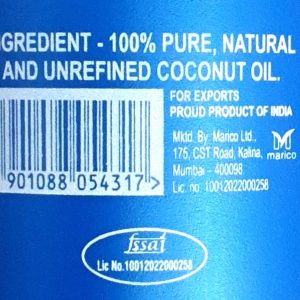 INGREDIENT - 100% PURE, NATURAL
AND UNREFINED COCONUT OIL.
FOR EXPORTS
PROUD PRODUCT OF INDIA
Mktd. By: Marico Ltd.,
175, CST Road, Kalina,
Mumbai - 400098
Lic. no. 10012022000258
marico
901088 054317
fssai
Lic No.10012022000258